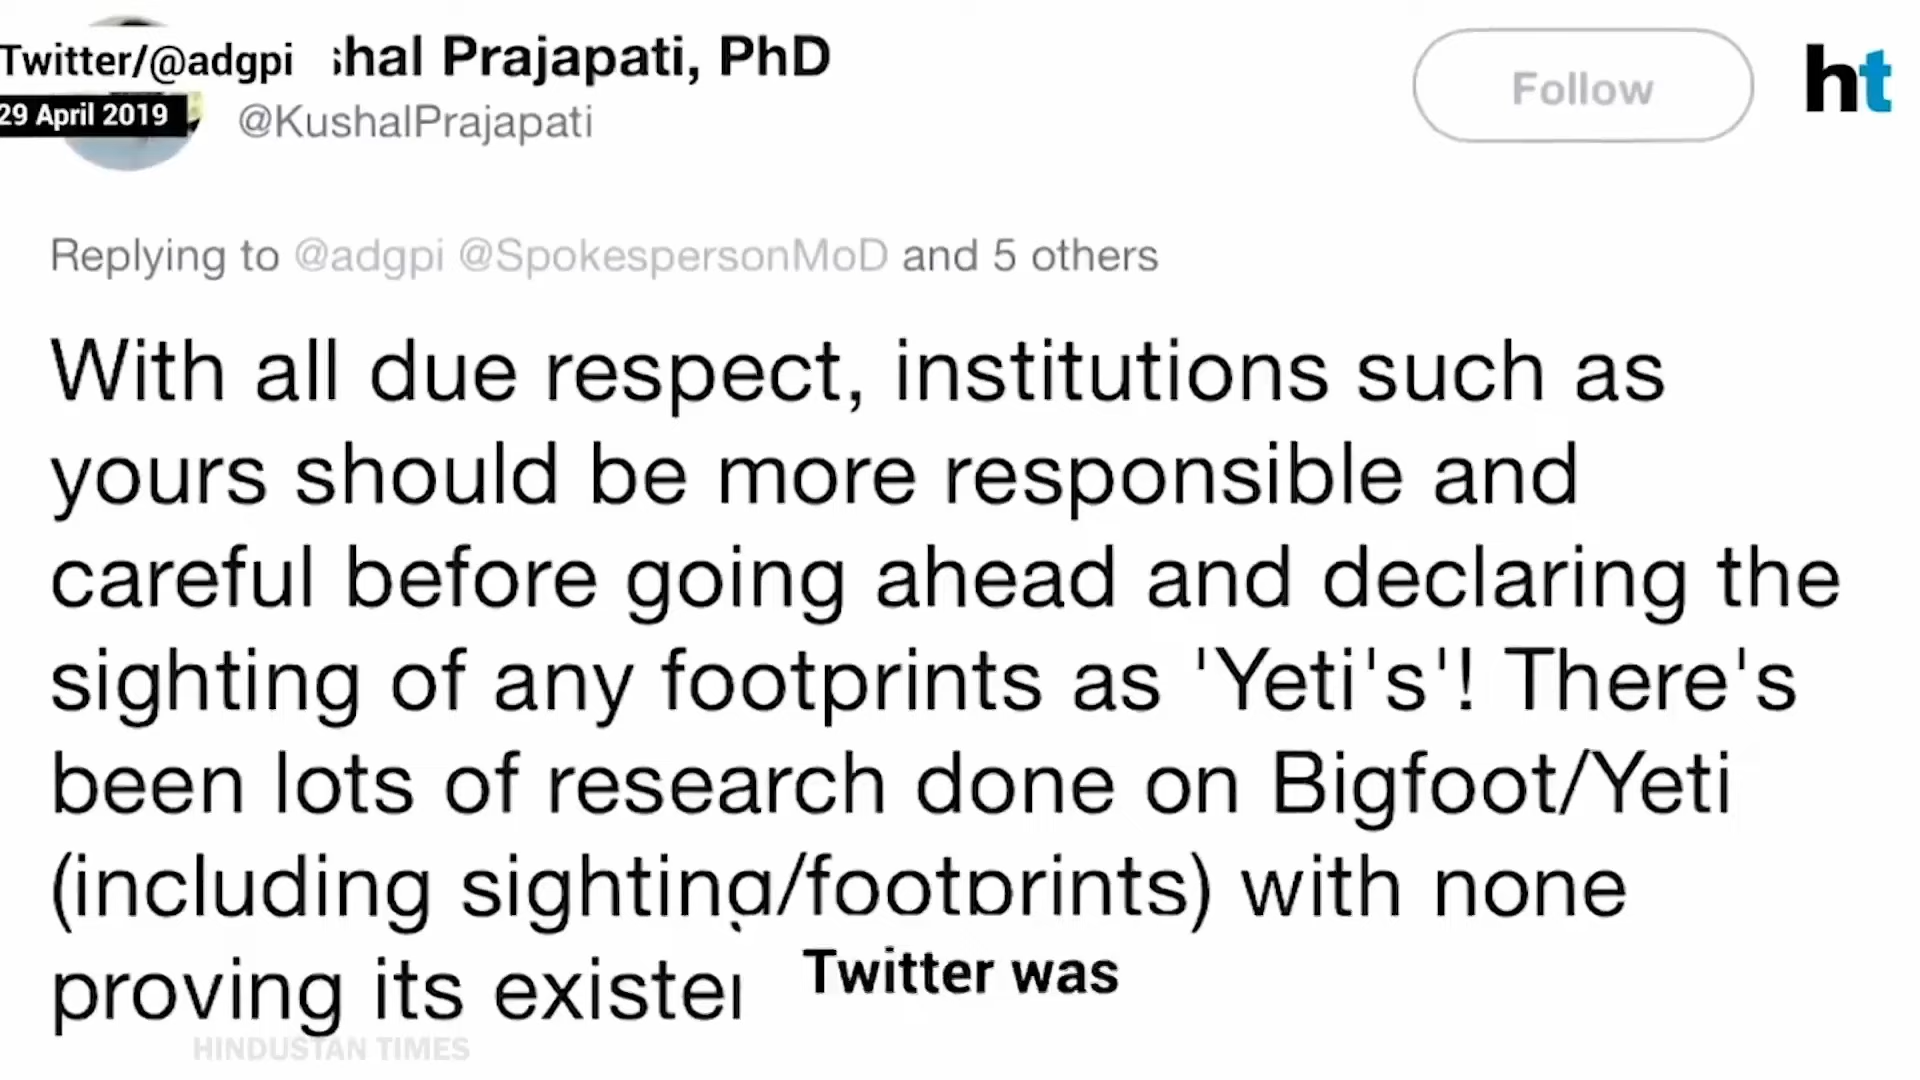 Twitter/@adgpi
29 April 2019
shal Prajapati, PhD
@KushalPrajapati
Follow
ht
Replying to @adgpi @SpokespersonMoD and 5 others
With all due respect, institutions such as
yours should be more responsible and
careful before going ahead and declaring the
sighting of any footprints as 'Yeti's'! There's
been lots of research done on Bigfoot/Yeti
(including sighting/footprints) with none
proving its
Twitter was
HINDUSTAN TIMES